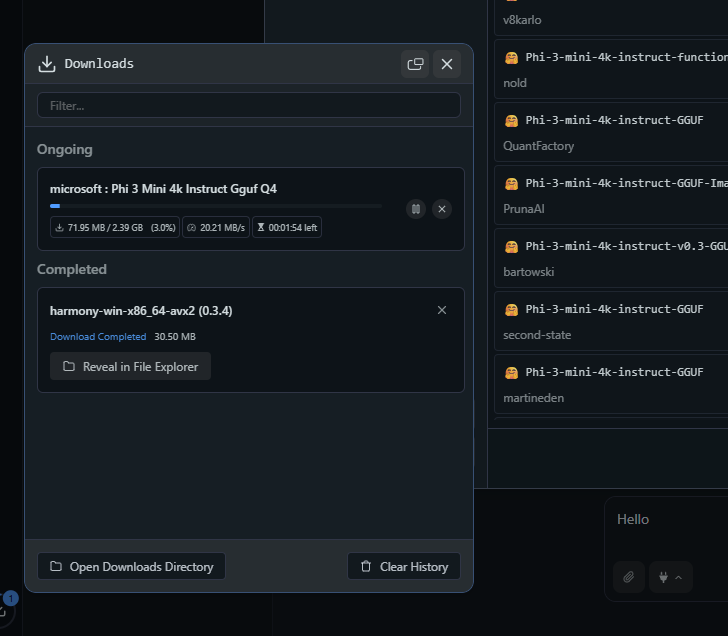 Downloads
Filter...
Ongoing
microsoft : Phi 3 Mini 4k Instruct Gguf Q4
71.95 MB / 2.39 GB (3.0%) 20.21 MB/s 00:01:54 left
Completed
harmony-win-x86_64-avx2 (0.3.4)
Download Completed 30.50 MB
Reveal in File Explorer
Open Downloads Directory Clear History
1
v8karlo
Phi-3-mini-4k-instruct-function
nold
Phi-3-mini-4k-instruct-GGUF
QuantFactory
Phi-3-mini-4k-instruct-GGUF-Ima
PrunaAI
Phi-3-mini-4k-instruct-v0.3-GGU
bartowski
Phi-3-mini-4k-instruct-GGUF
second-state
Phi-3-mini-4k-instruct-GGUF
martineden
Hello